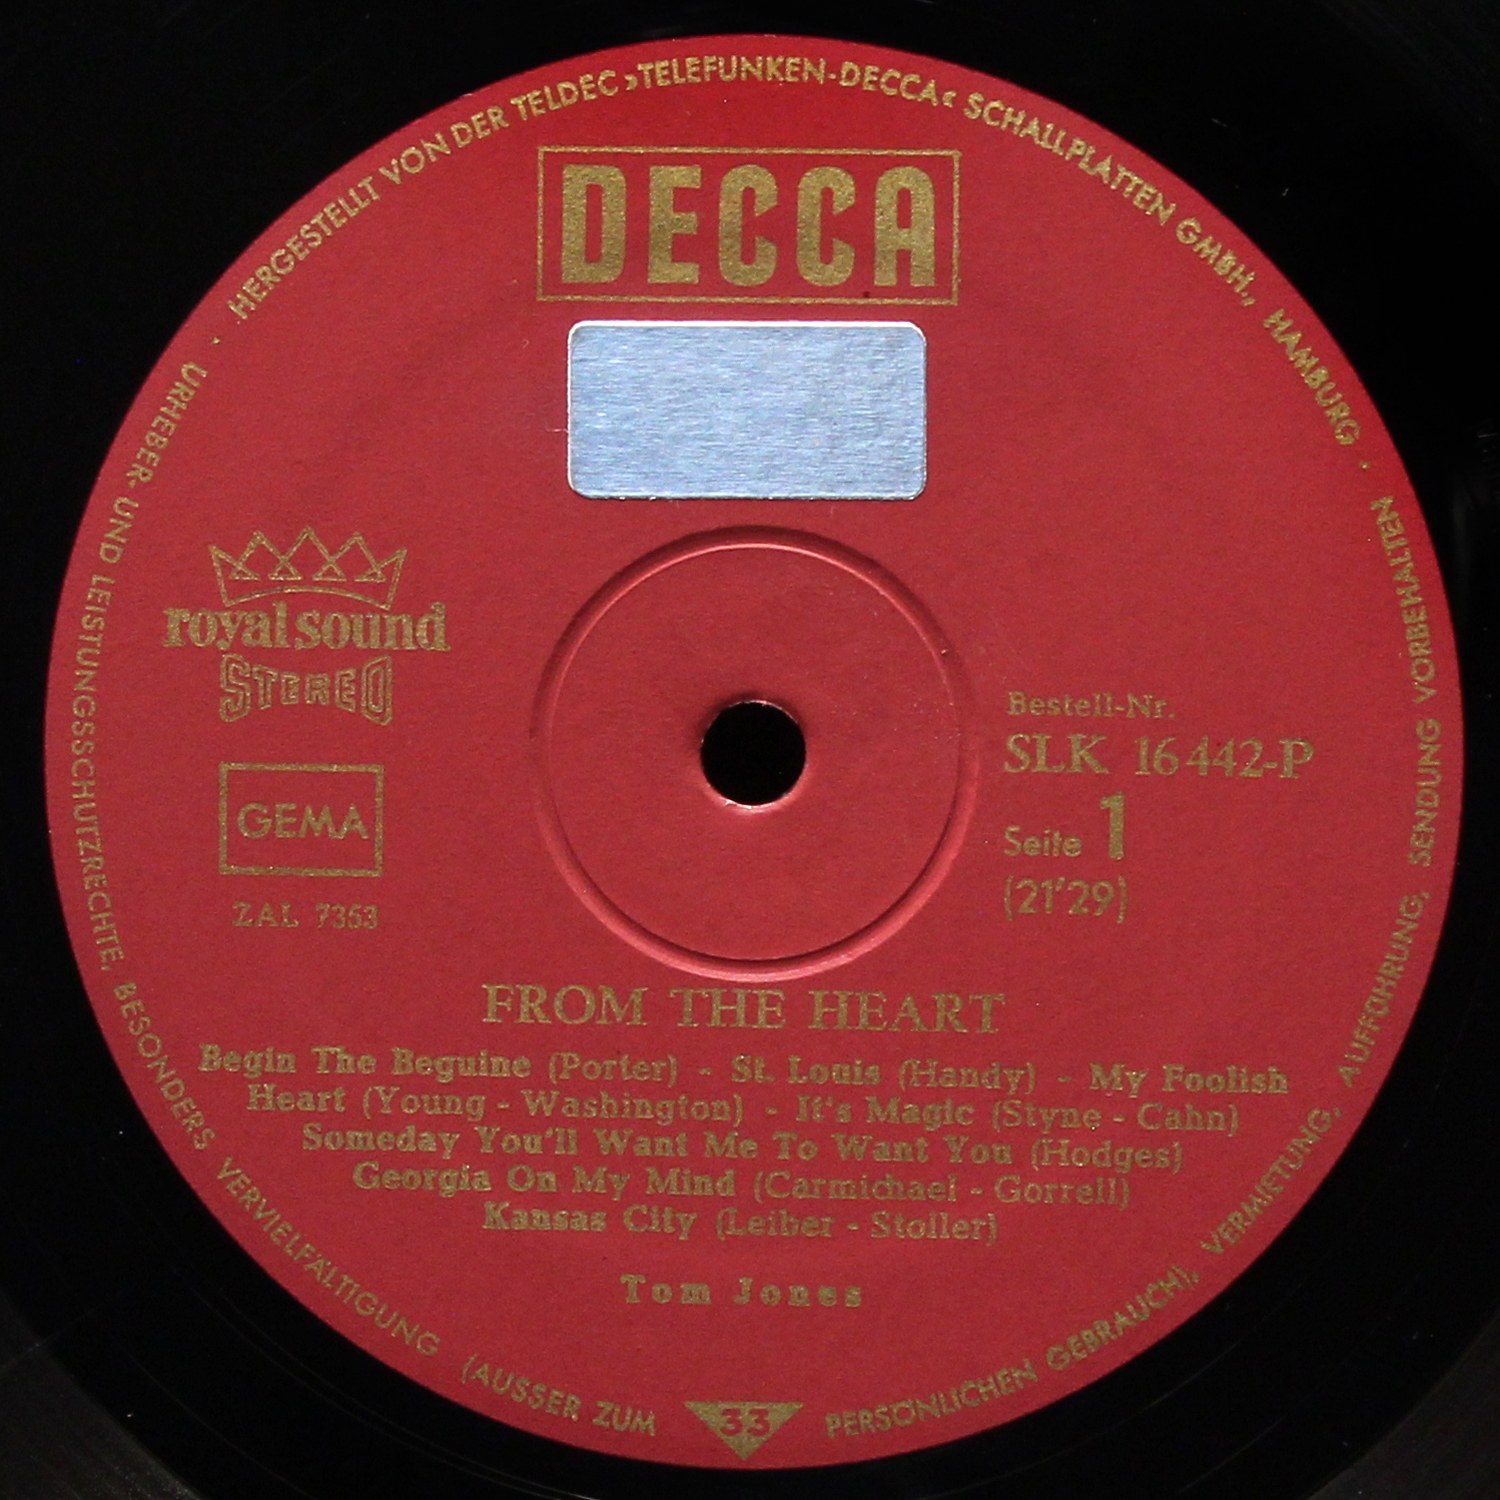 HERGESTELLT VON DER TELDEC ›TELEFUNKEN-DECCA‹ SCHALLPLATTEN GMBH., HAMBURG ·
DECCA
royal sound
STEREO
GEMA
ZAL 7353
Bestell-Nr.
SLK 16 442-P
Seite 1
(21'29)
FROM THE HEART
Begin The Beguine (Porter) - St. Louis (Handy) - My Foolish
Heart (Young - Washington) - It's Magic (Styne - Cahn)
Someday You'll Want Me To Want You (Hodges)
Georgia On My Mind (Carmichael - Gorrell)
Kansas City (Leiber - Stoller)
Tom Jones
33
URHEBER- UND LEISTUNGSSCHUTZRECHTE, BESONDERS VERVIELFÄLTIGUNG (AUSSER ZUM PERSÖNLICHEN GEBRAUCH), VERMIETUNG, AUFFÜHRUNG, SENDUNG VORBEHALTEN ·